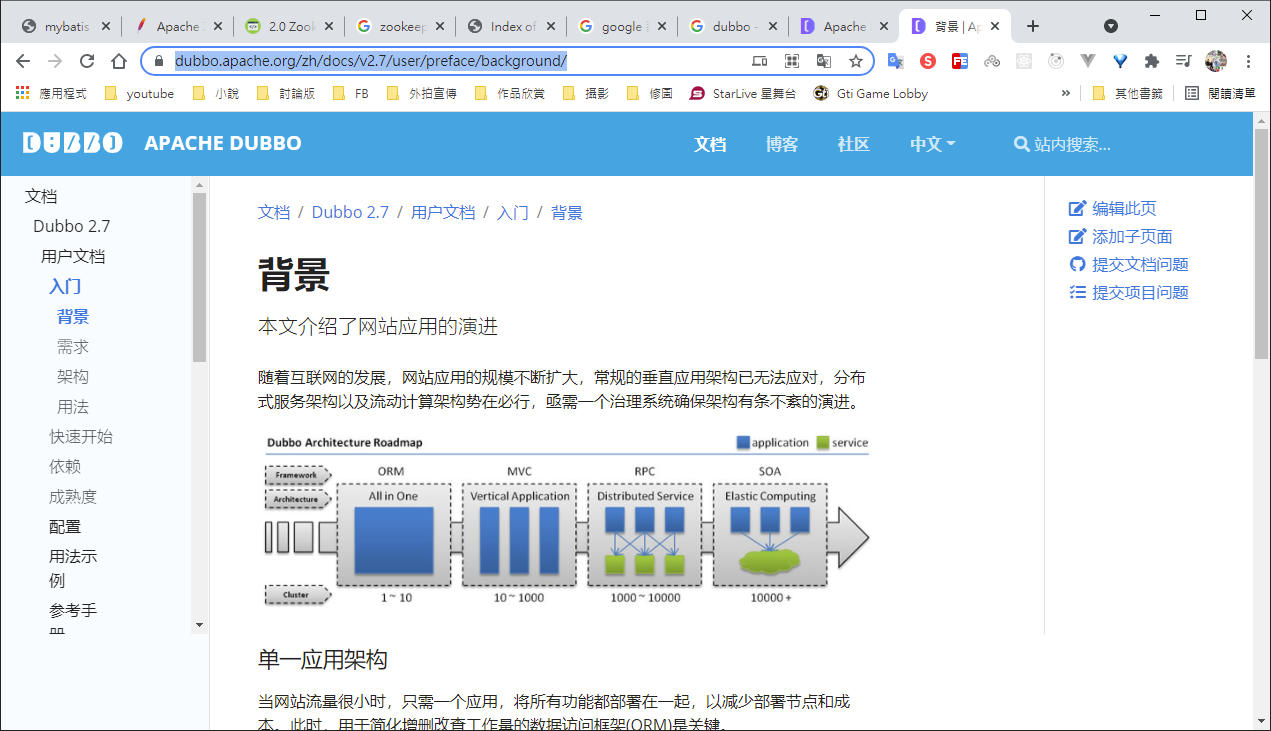 mybatis
Apache
2.0 Zook
zookeep
Index of
google
dubbo -
Apache
背景 | Ap
dubbo.apache.org/zh/docs/v2.7/user/preface/background/
應用程式
youtube
小說
討論版
FB
外拍宣傳
作品欣賞
攝影
修圖
StarLive 星舞台
Gti Game Lobby
»
其他書籤
閱讀清單
DUBBO
APACHE DUBBO
文档
博客
社区
中文
站内搜索...
文档
Dubbo 2.7
用户文档
入门
背景
需求
架构
用法
快速开始
依赖
成熟度
配置
用法示
例
参考手
册
文档 / Dubbo 2.7 / 用户文档 / 入门 / 背景
背景
本文介绍了网站应用的演进
随着互联网的发展，网站应用的规模不断扩大，常规的垂直应用架构已无法应对，分布
式服务架构以及流动计算架构势在必行，亟需一个治理系统确保架构有条不紊的演进。
Dubbo Architecture Roadmap
application
service
Framework
ORM
MVC
RPC
SOA
Architecture
All in One
Vertical Application
Distributed Service
Elastic Computing
Cluster
1 ~ 10
10 ~ 1000
1000 ~ 10000
10000 +
单一应用架构
当网站流量很小时，只需一个应用，将所有功能都部署在一起，以减少部署节点和成
本。此时，用于简化增删改查工作量的数据访问框架(ORM)是关键。
编辑此页
添加子页面
提交文档问题
提交项目问题